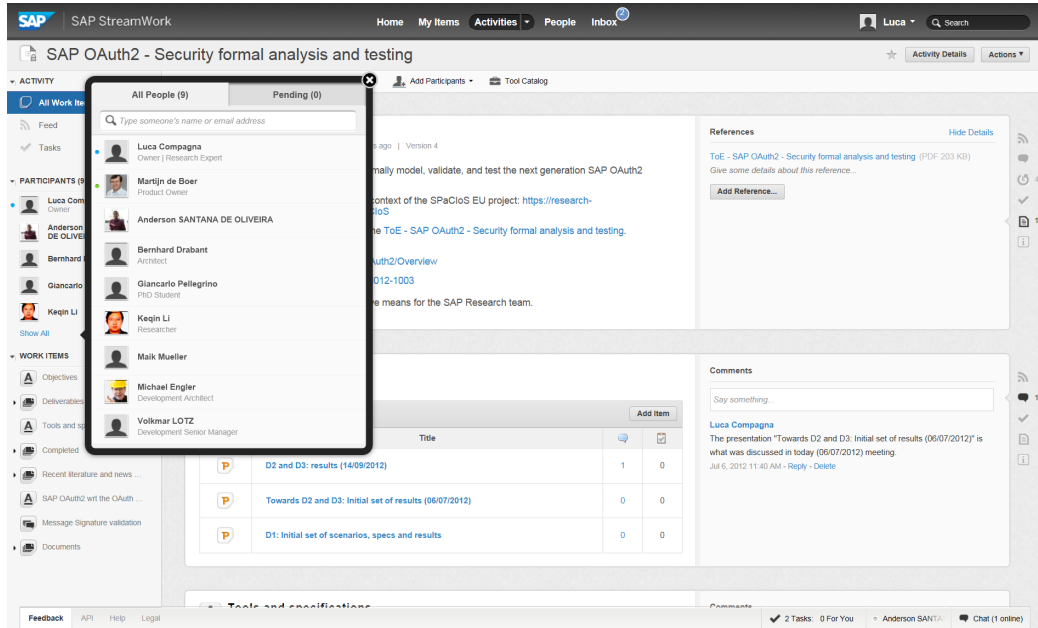 SAP SAP StreamWork
Home My Items Activities People Inbox 2
Luca Search
SAP OAuth2 - Security formal analysis and testing
Activity Details Actions
ACTIVITY
All Work
Feed
Tasks
PARTICIPANTS (9
Luca Com
Owner
Anderson
DE OLIVE
Bernhard
Giancarlo
Keqin Li
Show All
WORK ITEMS
Objectives
Deliverables
Tools and sp
Completed
Recent literature and news ...
SAP OAuth2 wrt the OAuth ...
Message Signature validation
Documents
All People (9) Pending (0)
Type someone's name or email address
Luca Compagna
Owner | Research Expert
Martijn de Boer
Product Owner
Anderson SANTANA DE OLIVEIRA
Bernhard Drabant
Architect
Giancarlo Pellegrino
PhD Student
Keqin Li
Researcher
Maik Mueller
Michael Engler
Development Architect
Volkmar LOTZ
Development Senior Manager
Add Participants Tool Catalog
s ago | Version 4
mally model, validate, and test the next generation SAP OAuth2
ontext of the SPaCIoS EU project: https://research-
IoS
e ToE - SAP OAuth2 - Security formal analysis and testing.
Auth2/Overview
012-1003
e means for the SAP Research team.
References Hide Details
ToE - SAP OAuth2 - Security formal analysis and testing (PDF 203 KB)
Give some details about this reference...
Add Reference...
Add Item
Title
D2 and D3: results (14/09/2012) 1 0
Towards D2 and D3: Initial set of results (06/07/2012) 0 0
D1: Initial set of scenarios, specs and results 0 0
Comments
Say something...
Luca Compagna
The presentation "Towards D2 and D3: Initial set of results (06/07/2012)" is
what was discussed in today (06/07/2012) meeting.
Jul 6, 2012 11:40 AM - Reply - Delete
Tools and specifications
Comments
Feedback API Help Legal
2 Tasks: 0 For You Anderson SANTA Chat (1 online)